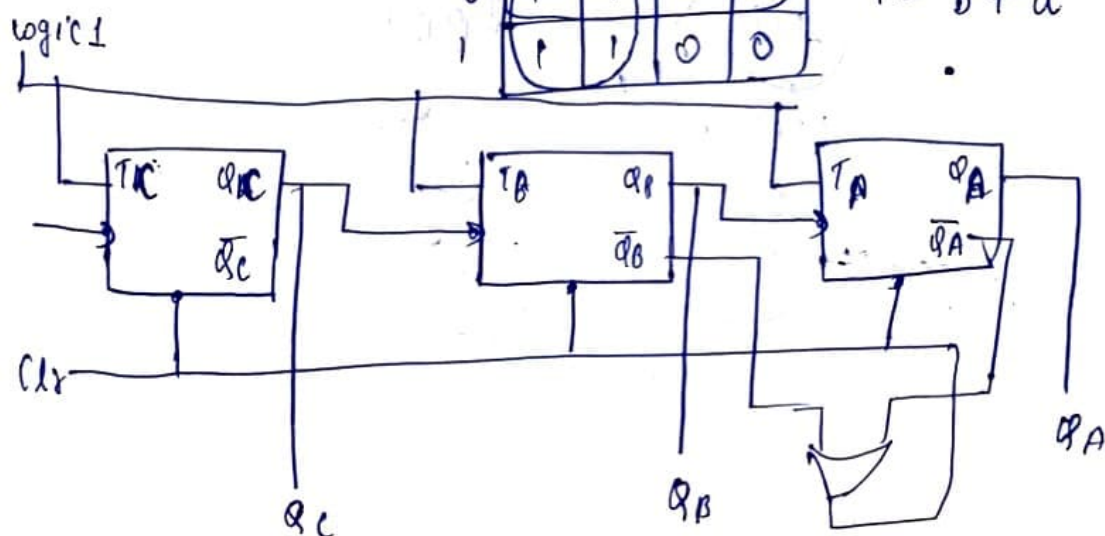 Logic 1
1 1 1 0 0
TC QC TB QB TA QA
Q̅C Q̅B Q̅A
Clr
QC QB QA